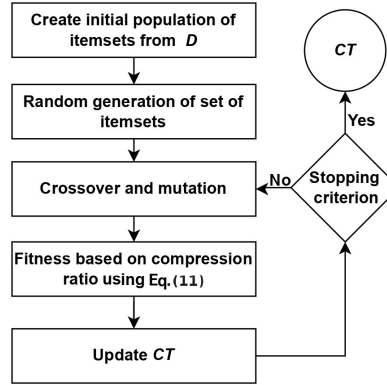 Create initial population of
itemsets from D
Random generation of set of
itemsets
Crossover and mutation
Fitness based on compression
ratio using Eq.(11)
Update CT
Stopping
criterion
No
Yes
CT